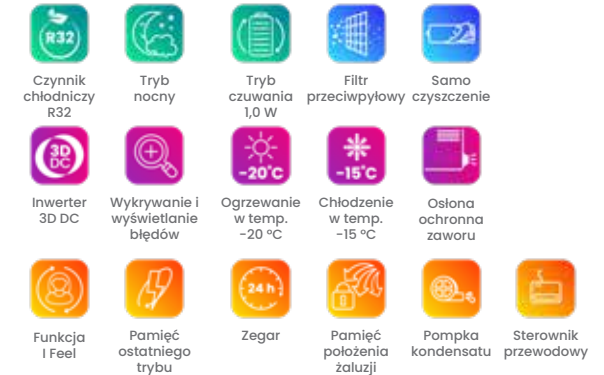 R32
Czynnik
chłodniczy
R32
Tryb
nocny
Tryb
czuwania
1,0 W
Filtr
przeciwpyłowy
Samo
czyszczenie
3D
DC
Inwerter
3D DC
Wykrywanie i
wyświetlanie
błędów
-20°C
Ogrzewanie
w temp.
-20 °C
-15°C
Chłodzenie
w temp.
-15 °C
Osłona
ochronna
zaworu
Funkcja
I Feel
Pamięć
ostatniego
trybu
24 h
Zegar
Pamięć
położenia
żaluzji
Pompka
kondensatu
Sterownik
przewodowy